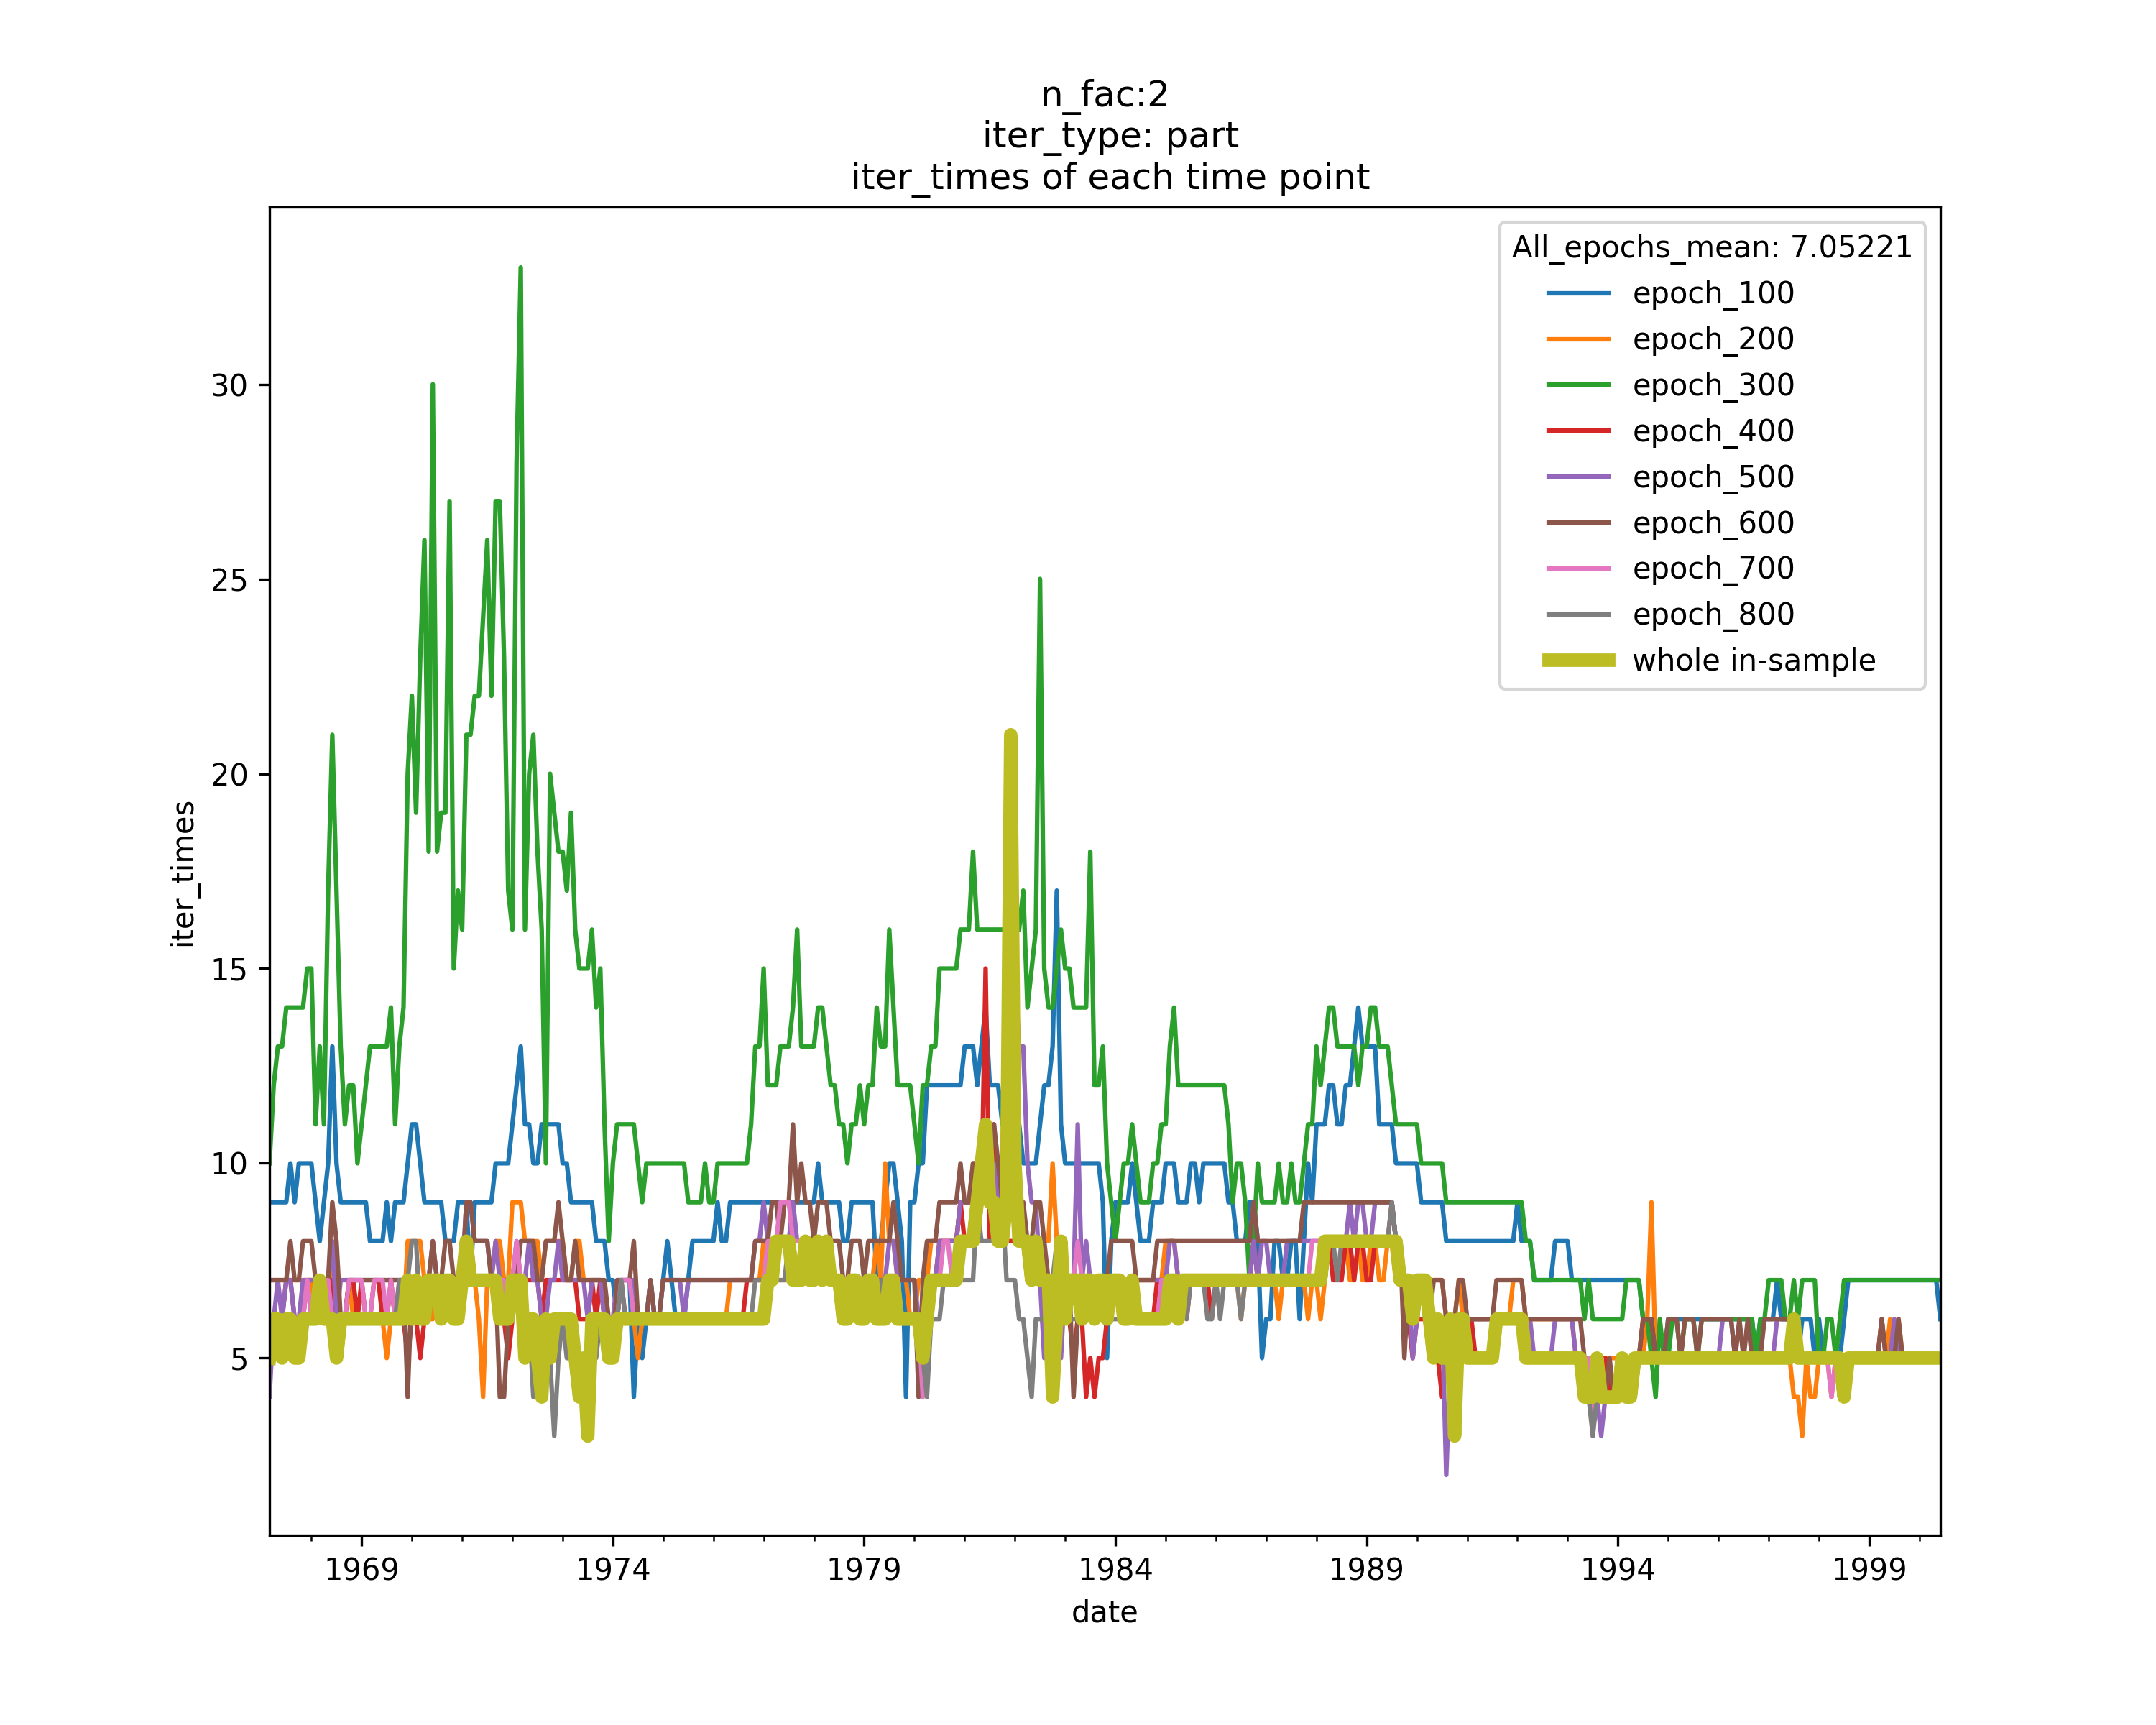 n_fac:2
iter_type: part
iter_times of each time point
All_epochs_mean: 7.05221
epoch_100
epoch_200
epoch_300
epoch_400
epoch_500
epoch_600
epoch_700
epoch_800
whole in-sample
iter_times
30
25
20
15
10
5
1969 1974 1979 1984 1989 1994 1999
date